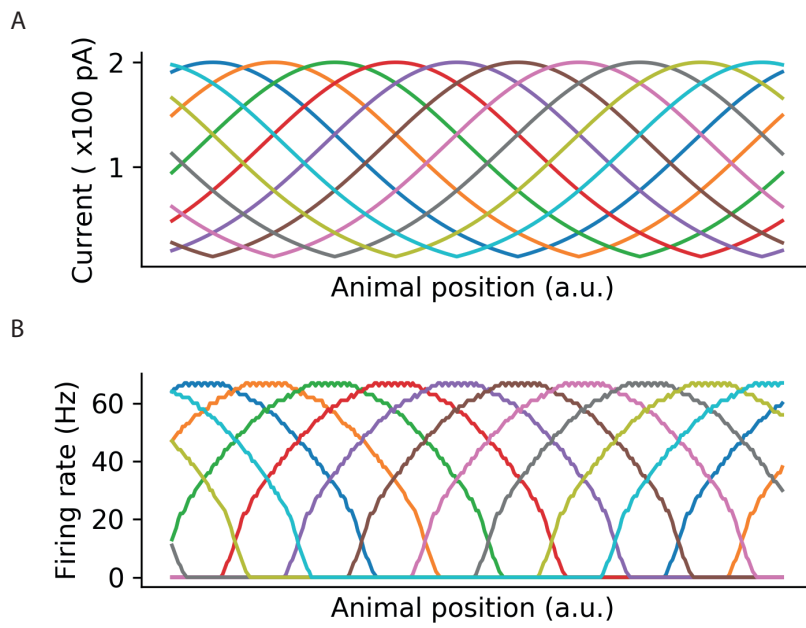 A
Current ( x100 pA)
2
1
Animal position (a.u.)
B
Firing rate (Hz)
60
40
20
0
Animal position (a.u.)